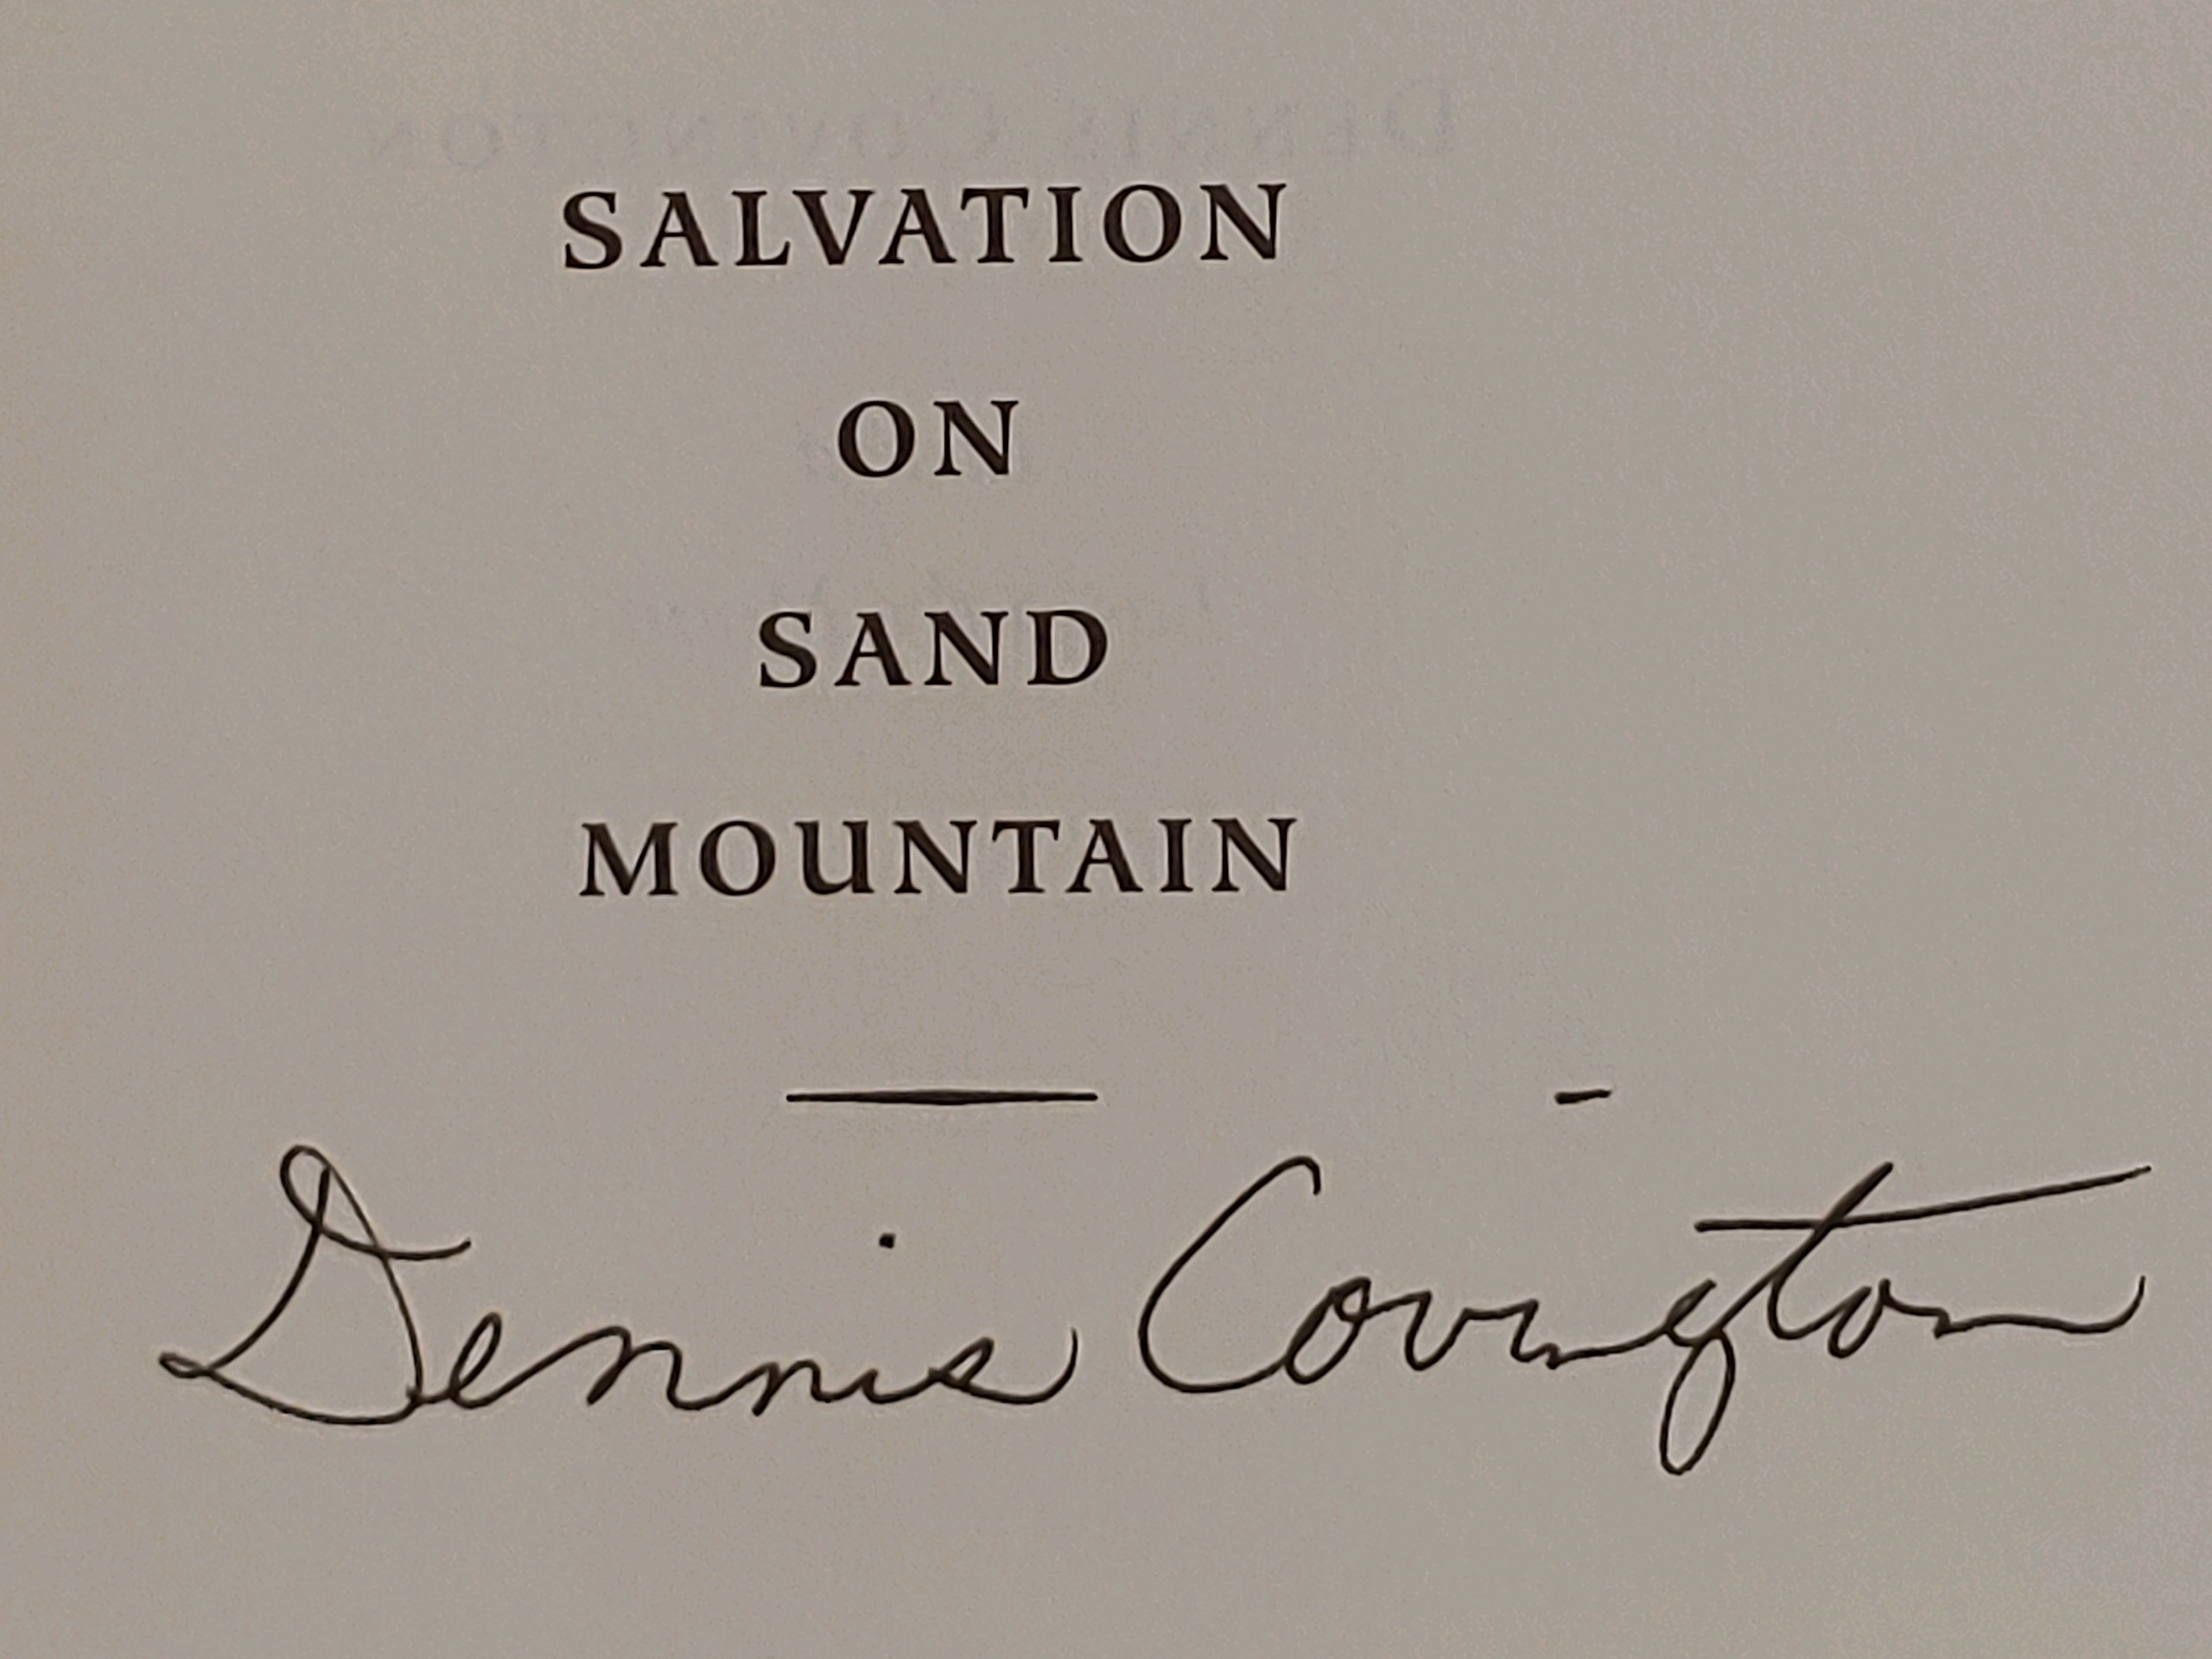 SALVATION
ON
SAND
MOUNTAIN
Dennis Covington